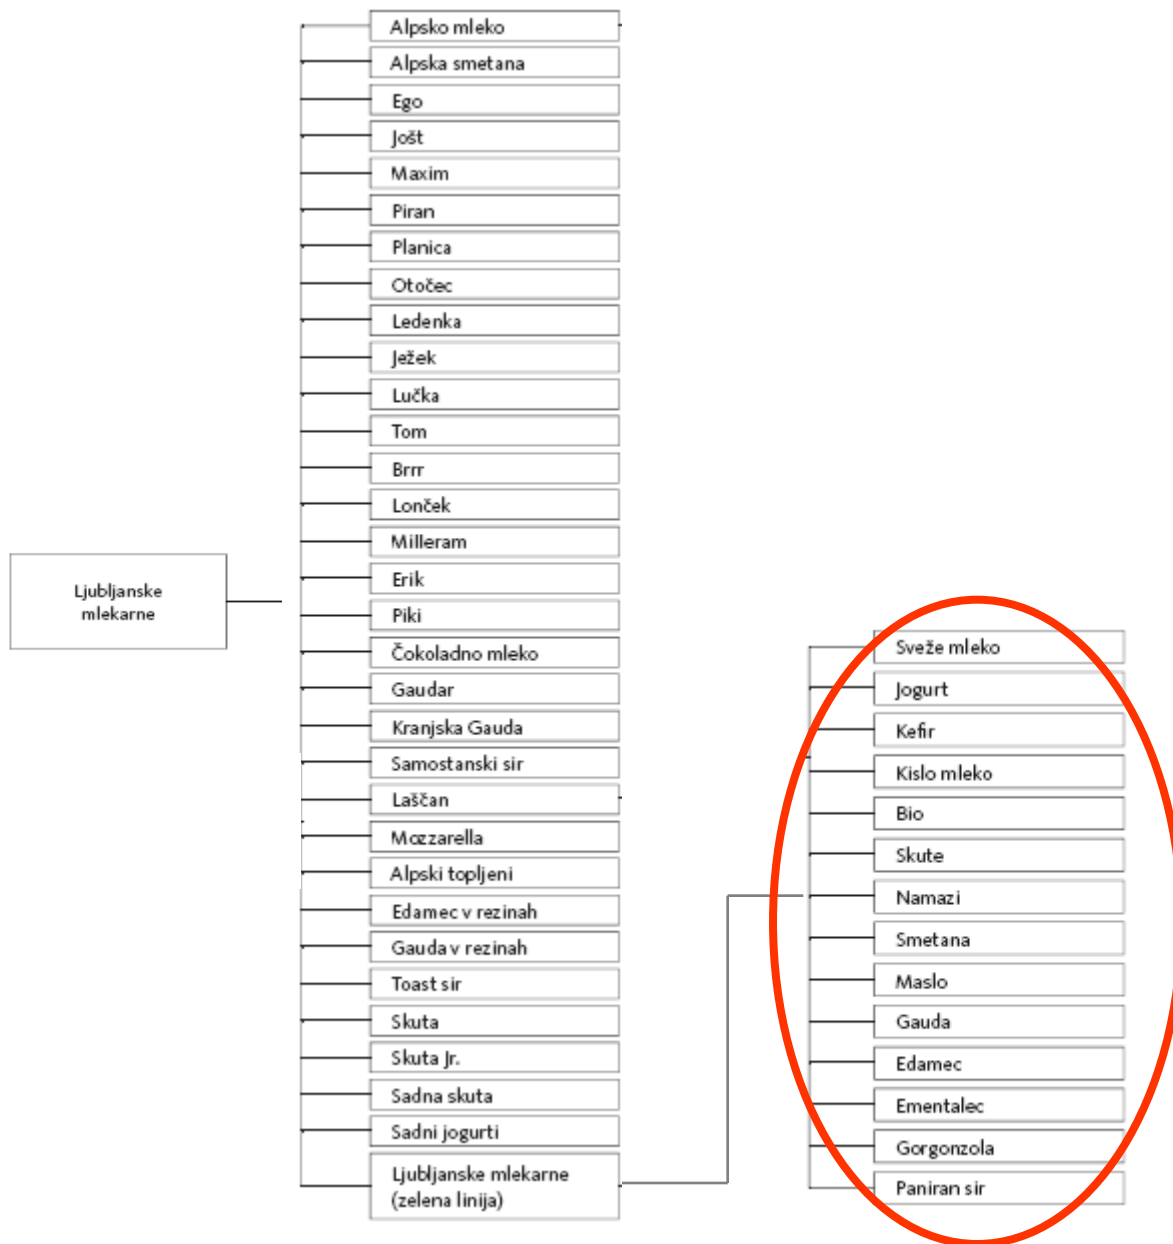 Ljubljanske
mlekarne
Alpsko mleko
Alpska smetana
Ego
Jošt
Maxim
Piran
Planica
Otočec
Ledenka
Ježek
Lučka
Tom
Brrr
Lonček
Milleram
Erik
Piki
Čokoladno mleko
Gaudar
Kranjska Gauda
Samostanski sir
Laščan
Mozzarella
Alpski topljeni
Edamec v rezinah
Gauda v rezinah
Toast sir
Skuta
Skuta Jr.
Sadna skuta
Sadni jogurti
Ljubljanske mlekarne
(zelena linija)
Sveže mleko
Jogurt
Kefir
Kislo mleko
Bio
Skute
Namazi
Smetana
Maslo
Gauda
Edamec
Ementalec
Gorgonzola
Paniran sir